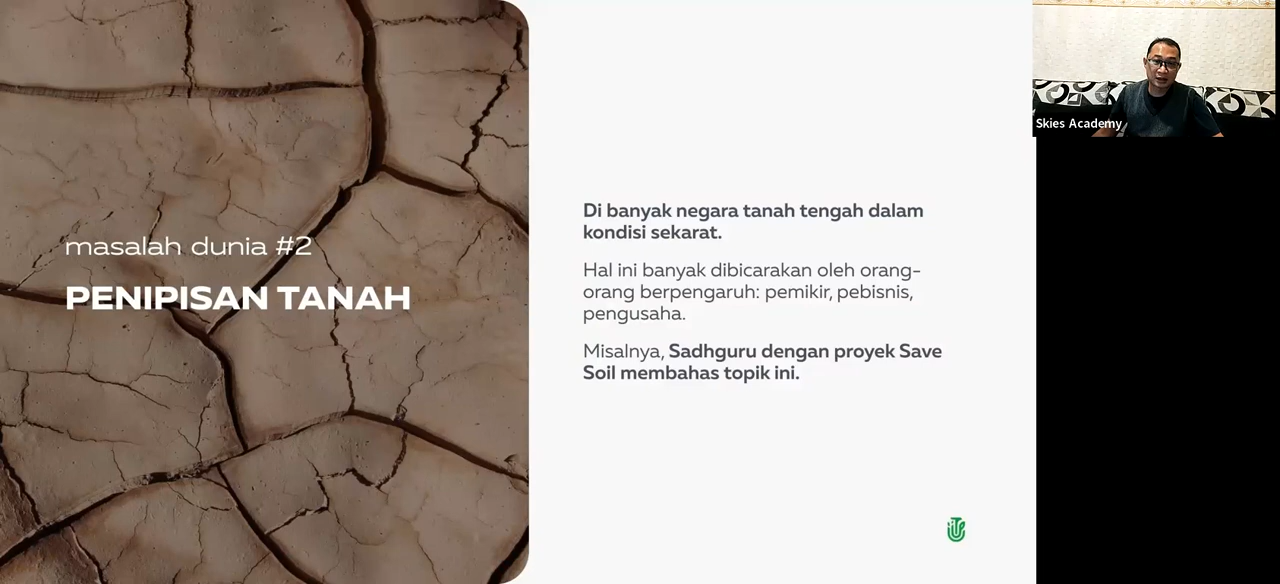 masalah dunia #2
PENIPISAN TANAH
Di banyak negara tanah tengah dalam
kondisi sekarat.
Hal ini banyak dibicarakan oleh orang-
orang berpengaruh: pemikir, pebisnis,
pengusaha.
Misalnya, Sadhguru dengan proyek Save
Soil membahas topik ini.
Skies Academy